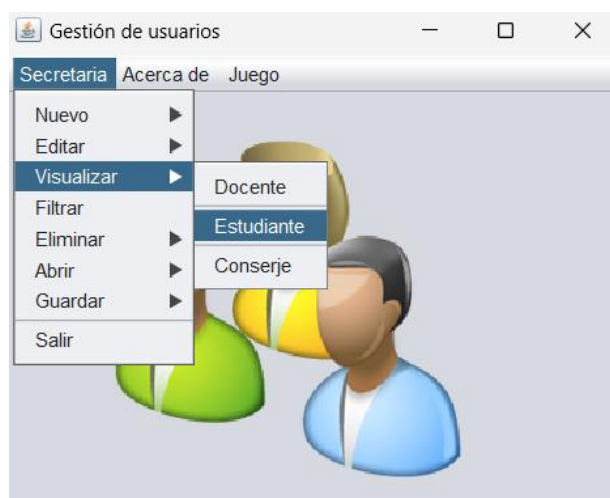 Gestión de usuarios
Secretaria Acerca de Juego
Nuevo
Editar
Visualizar
Filtrar
Eliminar
Abrir
Guardar
Salir
Docente
Estudiante
Conserje